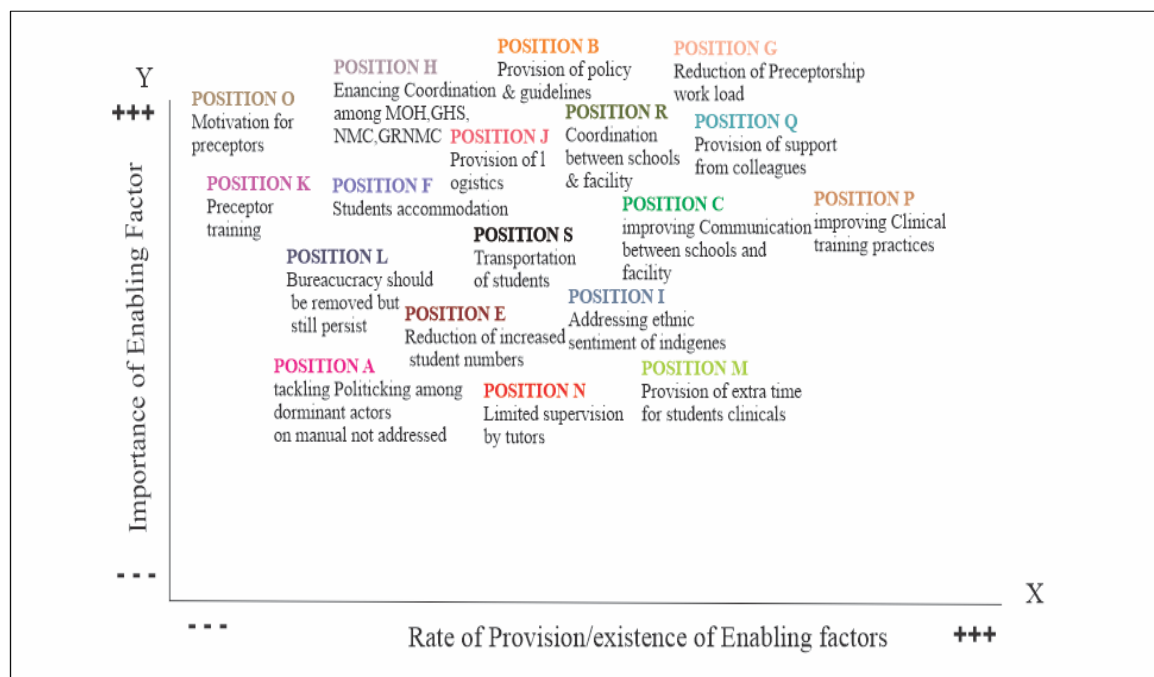 Y
+++
Importance of Enabling Factor
- - -
POSITION O
Motivation for
preceptors
POSITION H
Enancing Coordination
among MOH,GHS,
NMC,GRNMC
POSITION B
Provision of policy
& guidelines
POSITION G
Reduction of Preceptorship
work load
POSITION J
Provision of l
ogistics
POSITION R
Coordination
between schools
& facility
POSITION Q
Provision of support
from colleagues
POSITION K
Preceptor
training
POSITION F
Students accommodation
POSITION C
improving Communication
between schools and
facility
POSITION P
improving Clinical
training practices
POSITION L
Bureacucracy should
be removed but
still persist
POSITION S
Transportation
of students
POSITION E
Reduction of increased
student numbers
POSITION I
Addressing ethnic
sentiment of indigenes
POSITION A
tackling Politicking among
dorminant actors
on manual not addressed
POSITION N
Limited supervision
by tutors
POSITION M
Provision of extra time
for students clinicals
X
- - -
Rate of Provision/existence of Enabling factors
+++